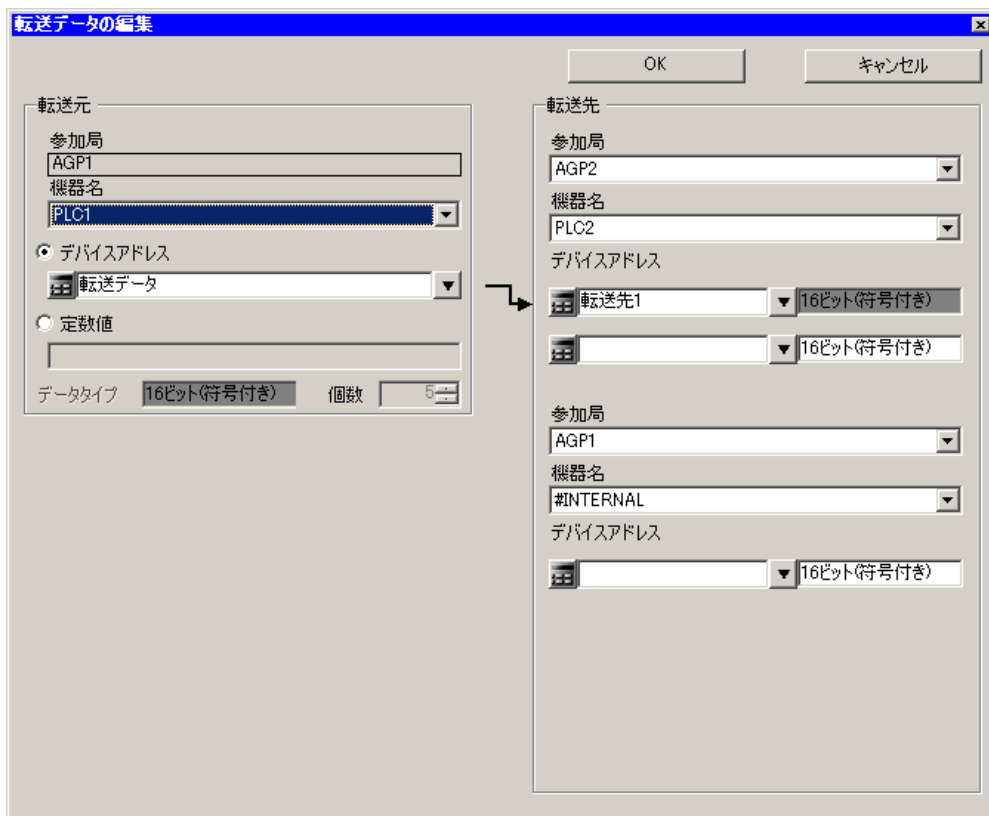 転送データの編集
OK
キャンセル
転送元
参加局
AGP1
機器名
PLC1
デバイスアドレス
転送データ
定数値
データタイプ 16ビット(符号付き) 個数 5
転送先
参加局
AGP2
機器名
PLC2
デバイスアドレス
転送先1 16ビット(符号付き)
16ビット(符号付き)
参加局
AGP1
機器名
#INTERNAL
デバイスアドレス
16ビット(符号付き)